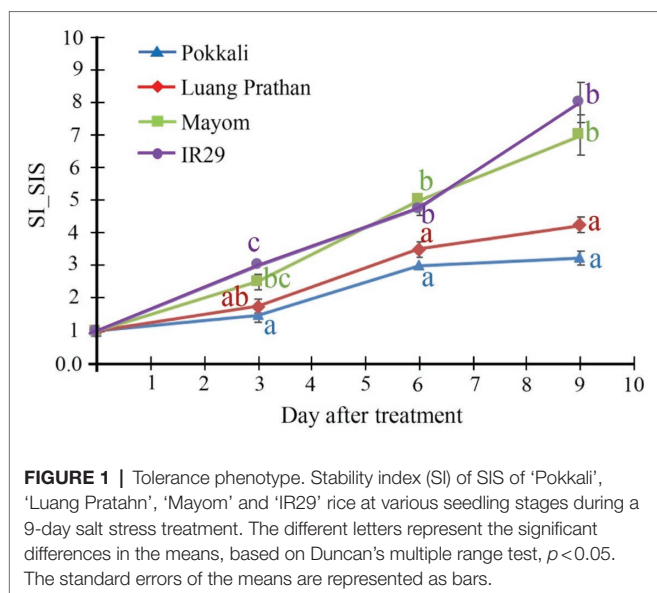 10
9
8
7
6
5
4
3
2
1
0.0
SI_SIS
Pokkali
Luang Prathan
Mayom
IR29
c
bc
ab
a
b
b
a
a
b
b
a
a
1 2 3 4 5 6 7 8 9 10
Day after treatment
FIGURE 1 | Tolerance phenotype. Stability index (SI) of SIS of ‘Pokkali’,
‘Luang Pratahn’, ‘Mayom’ and ‘IR29’ rice at various seedling stages during a
9-day salt stress treatment. The different letters represent the significant
differences in the means, based on Duncan’s multiple range test, p<0.05.
The standard errors of the means are represented as bars.